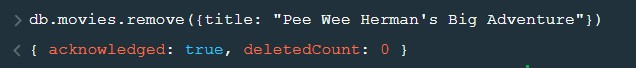 > db.movies.remove({title: "Pee Wee Herman's Big Adventure"})
< { acknowledged: true, deletedCount: 0 }